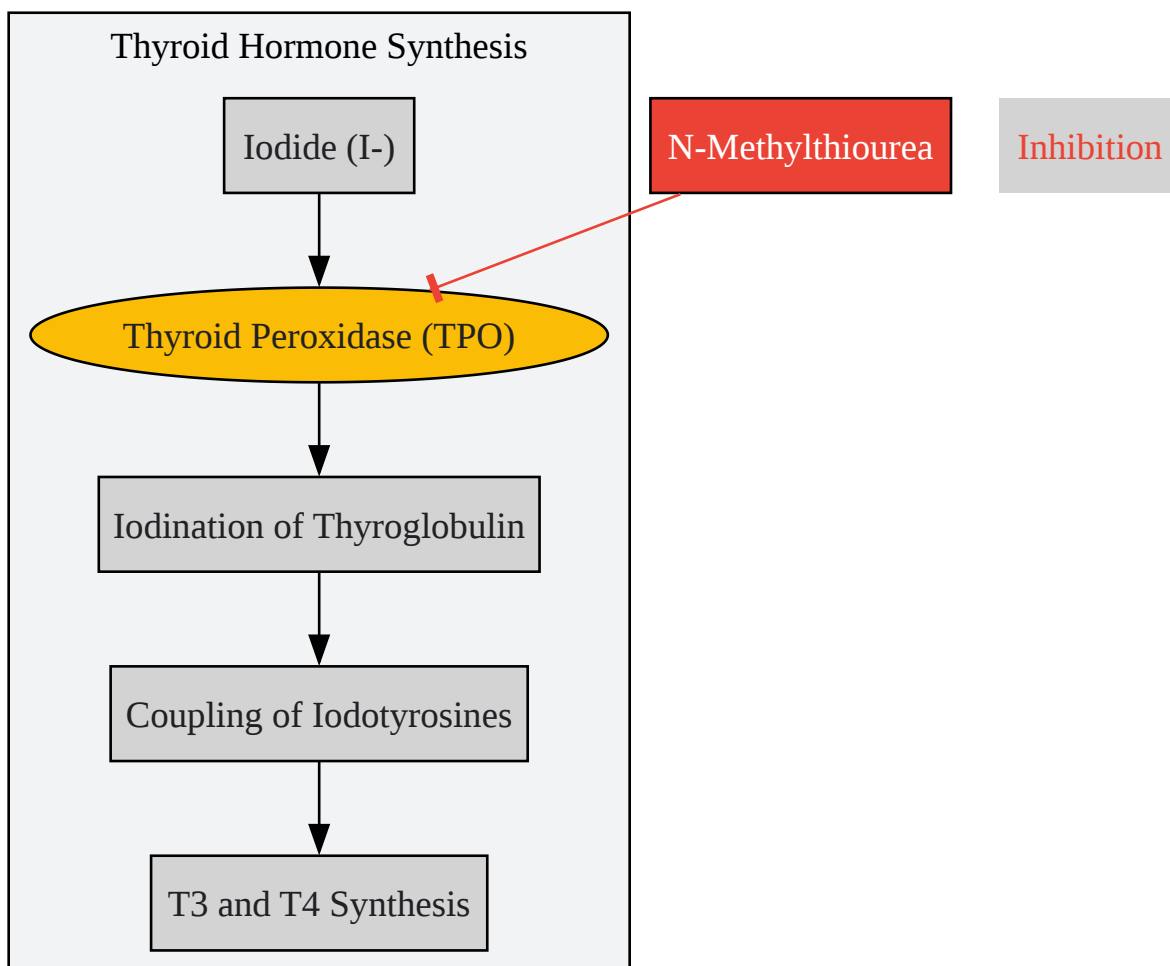 Thyroid Hormone Synthesis
Iodide (I-)
N-Methylthiourea
Inhibition
Thyroid Peroxidase (TPO)
Iodination of Thyroglobulin
Coupling of Iodotyrosines
T3 and T4 Synthesis